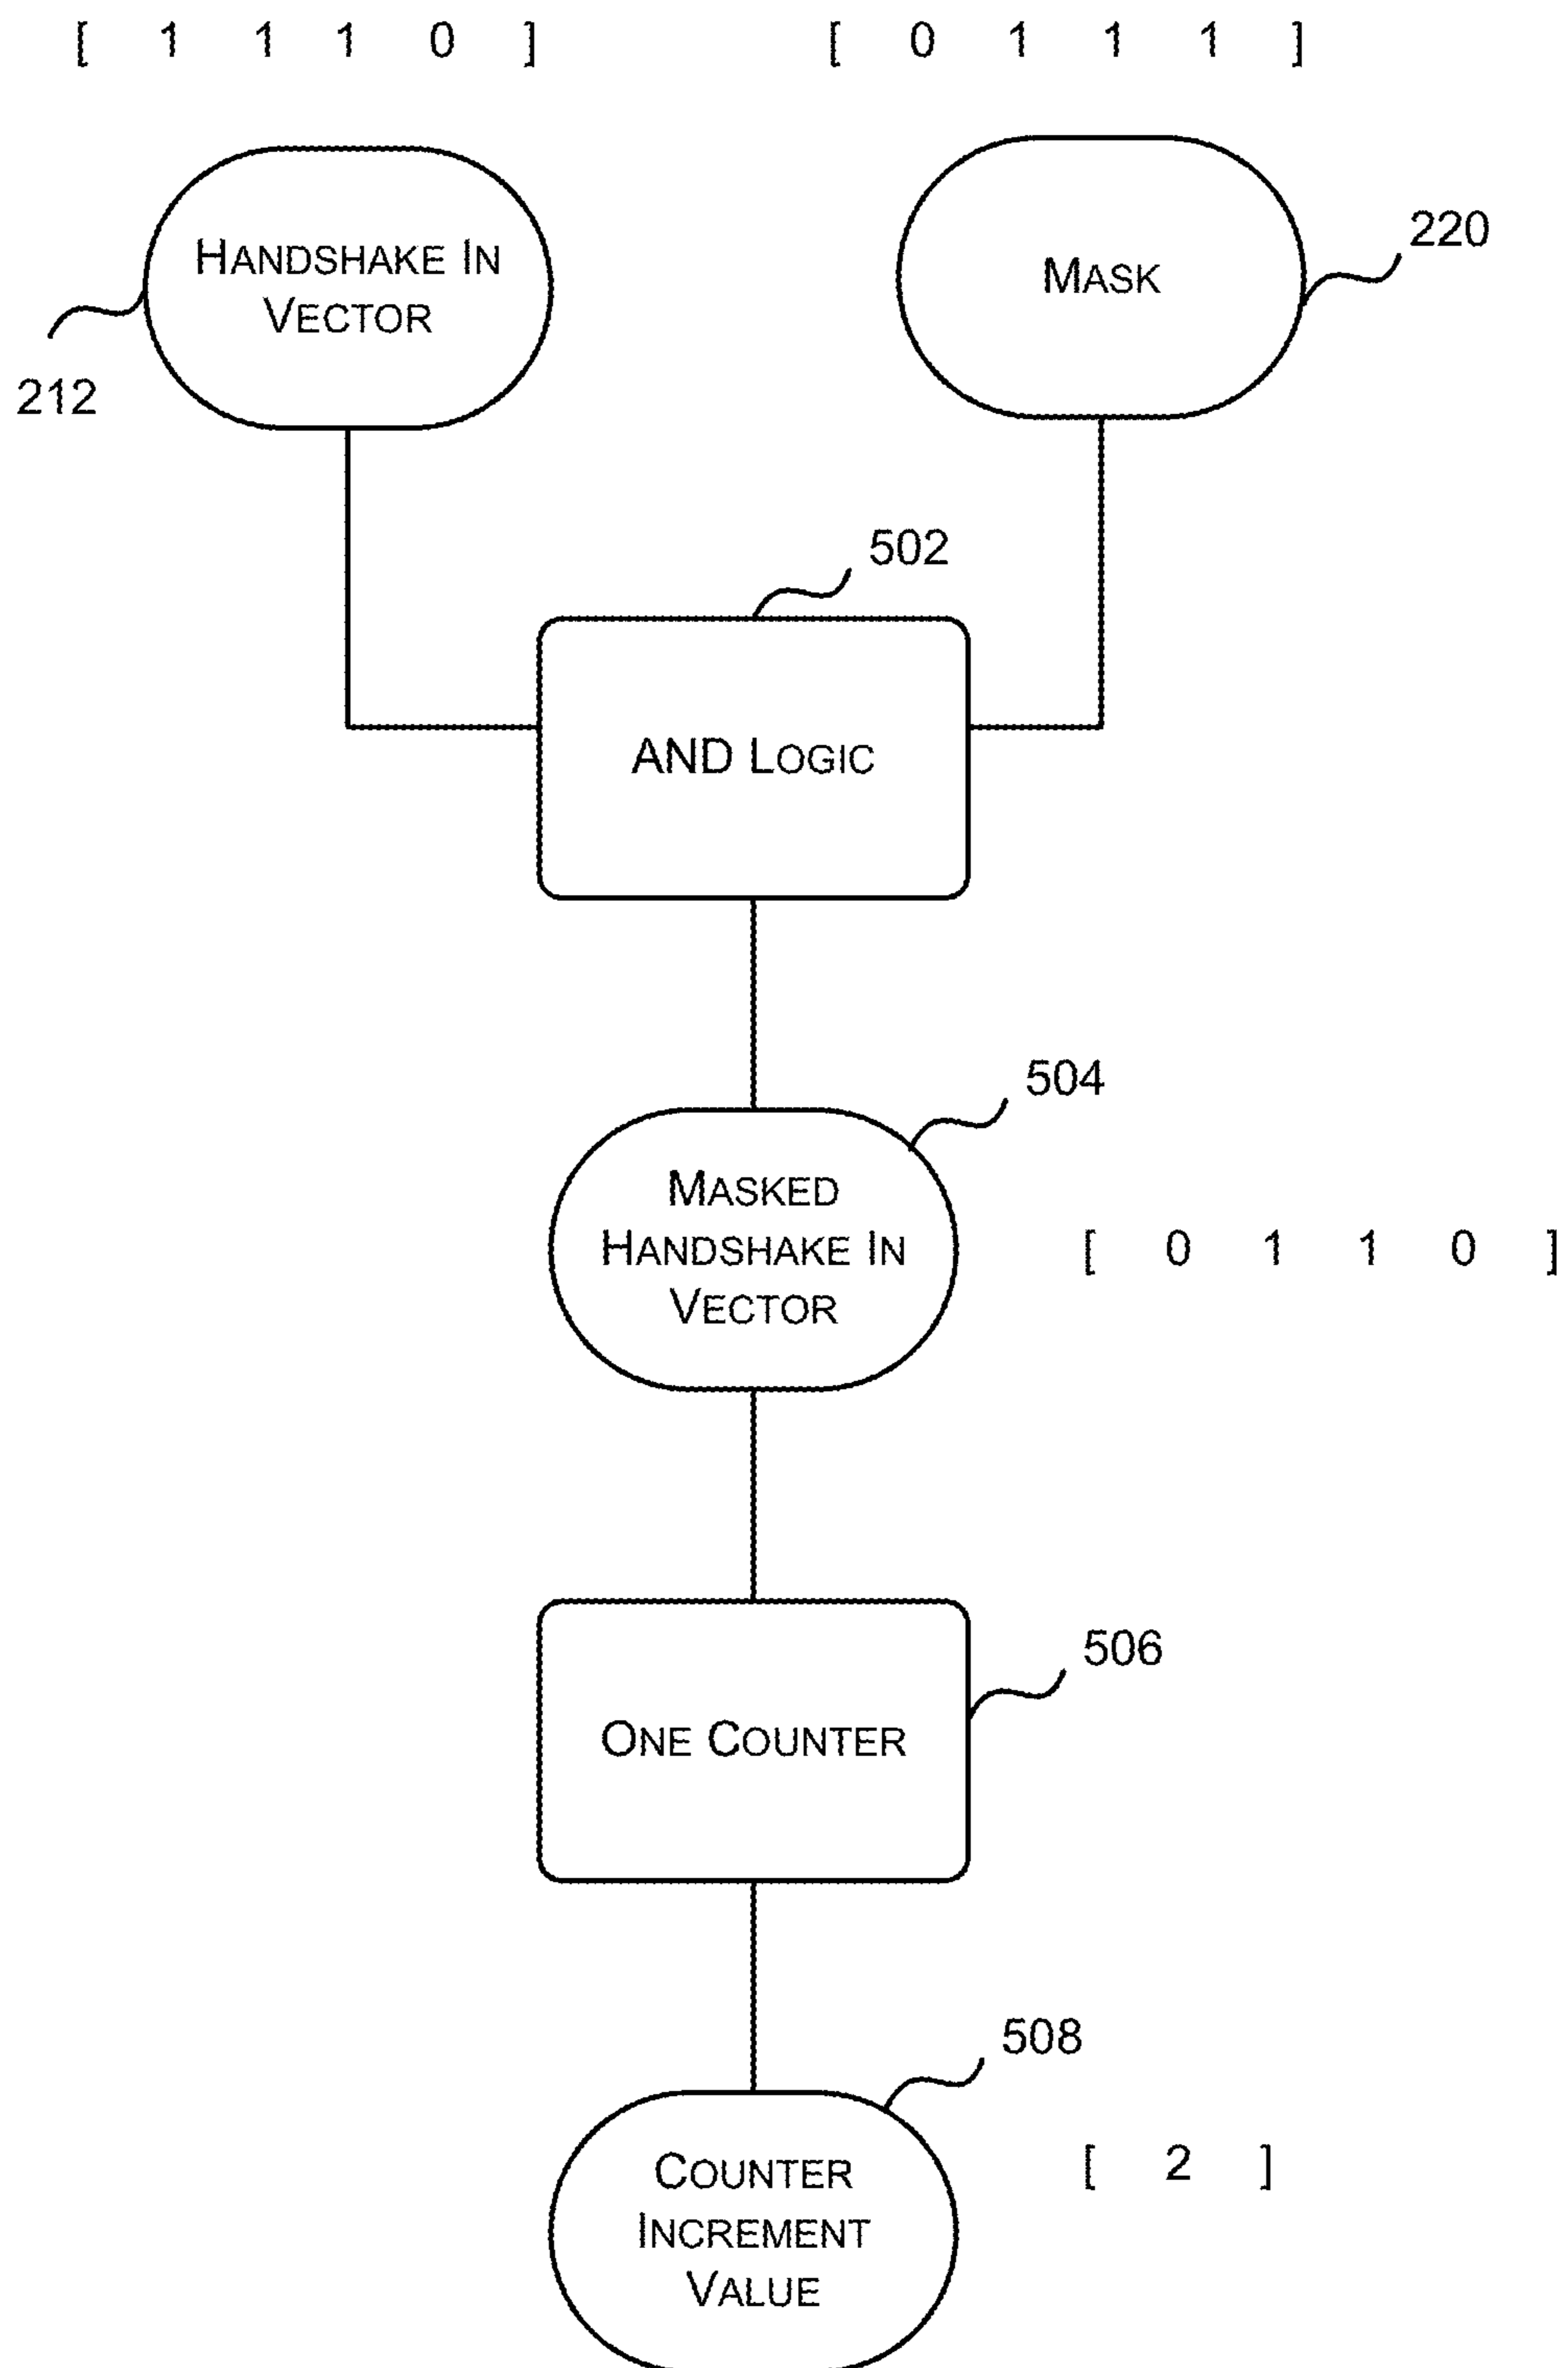 [ 1 1 1 0 ]
[ 0 1 1 1 ]
HANDSHAKE IN
VECTOR
212
MASK
220
502
AND LOGIC
504
MASKED
HANDSHAKE IN
VECTOR
[ 0 1 1 0 ]
506
ONE COUNTER
508
COUNTER
INCREMENT
VALUE
[ 2 ]